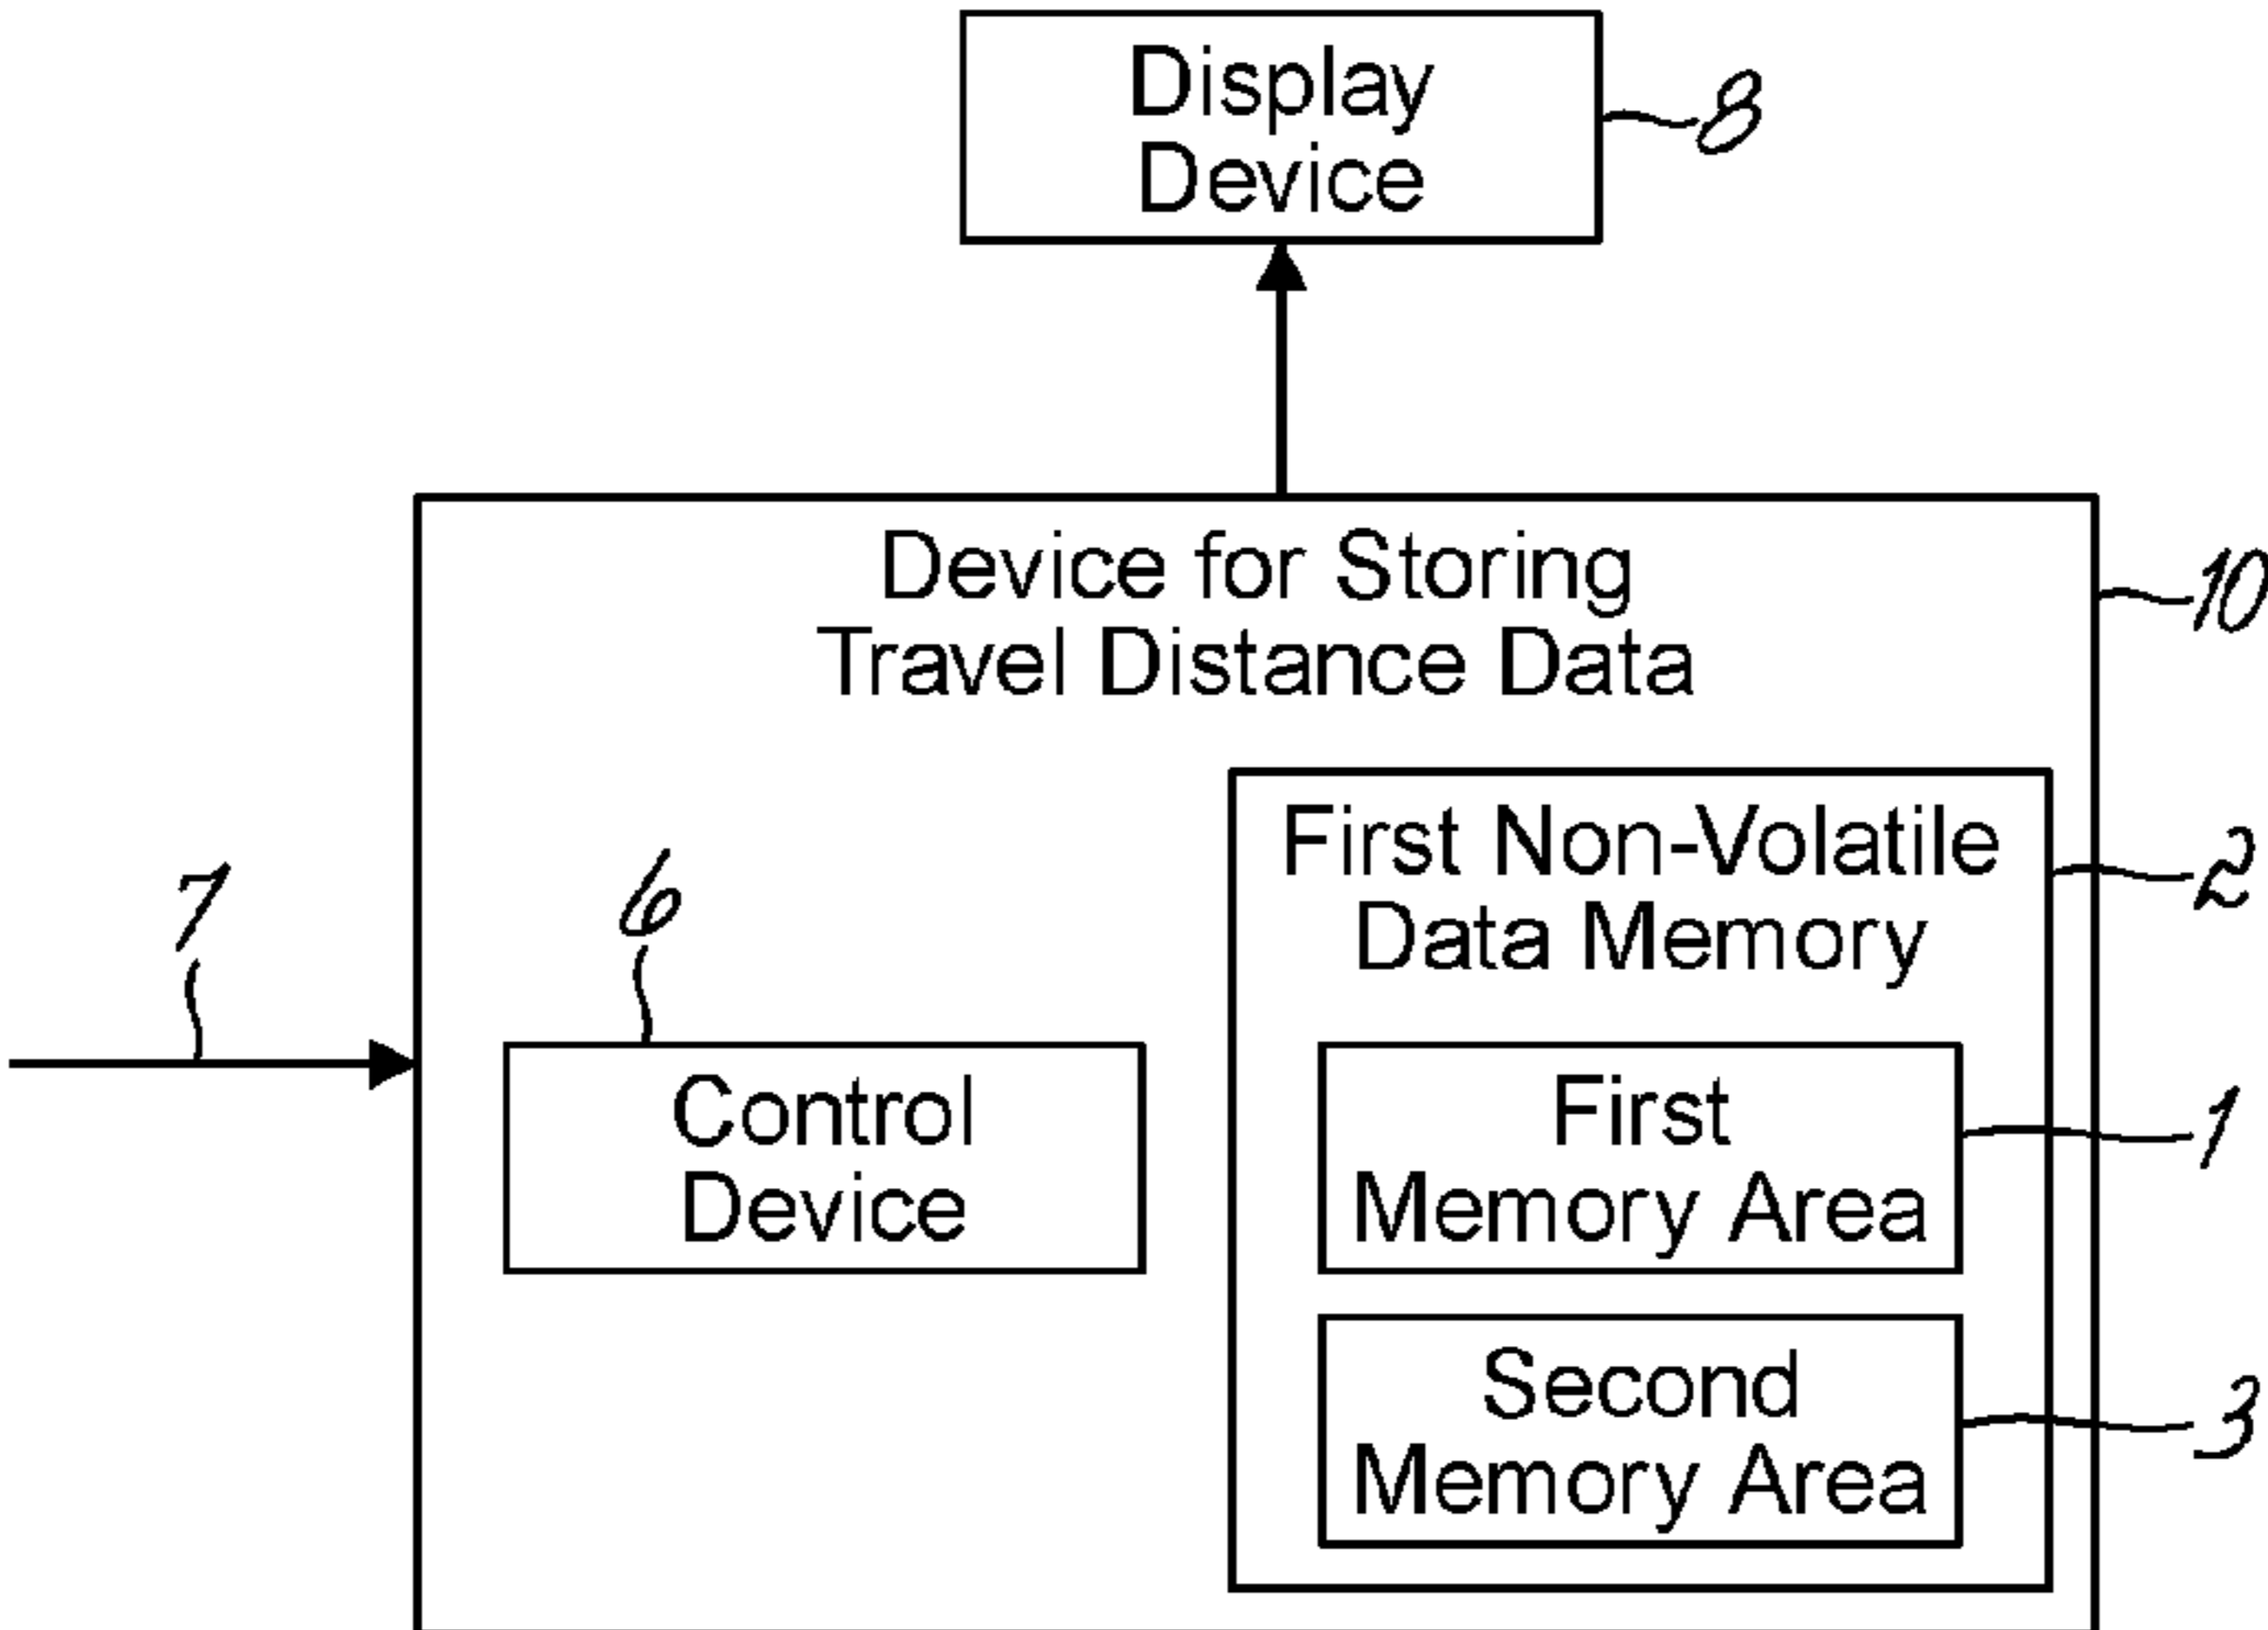 Display
Device
8
Device for Storing
Travel Distance Data
10
First Non-Volatile
Data Memory
2
7
6
Control
Device
First
Memory Area
1
Second
Memory Area
3